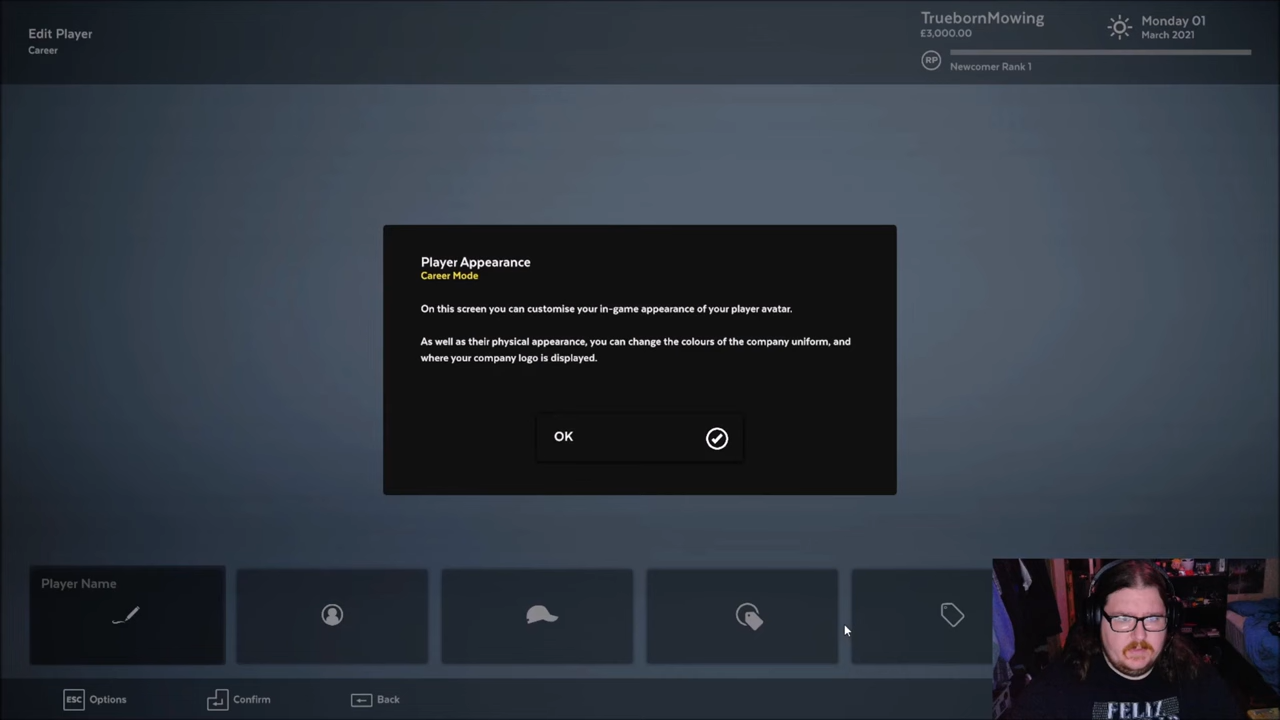 Edit Player
Career
TruebornMowing
£3,000.00
Monday 01
March 2021
RP
Newcomer Rank 1
Player Appearance
Career Mode
On this screen you can customise your in-game appearance of your player avatar.
As well as their physical appearance, you can change the colours of the company uniform, and
where your company logo is displayed.
OK
Player Name
ESC Options
Confirm
Back
FELIZ